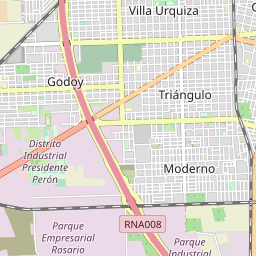 Villa Urquiza
Godoy
Triángulo
Distrito
Industrial
Presidente
Perón
Moderno
RNA008
Parque
Empresarial
Rosario
Parque
Industrial